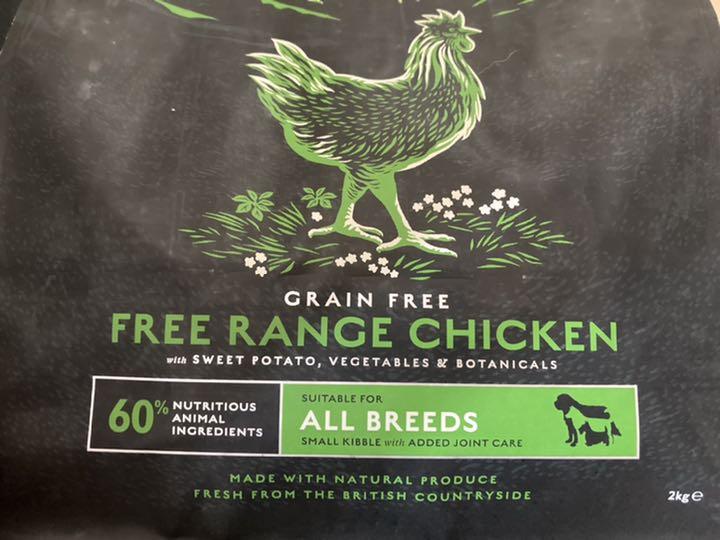 GRAIN FREE
FREE RANGE CHICKEN
with SWEET POTATO, VEGETABLES & BOTANICALS
60% NUTRITIOUS
ANIMAL
INGREDIENTS
SUITABLE FOR
ALL BREEDS
SMALL KIBBLE with ADDED JOINT CARE
MADE WITH NATURAL PRODUCE
FRESH FROM THE BRITISH COUNTRYSIDE
2kg e